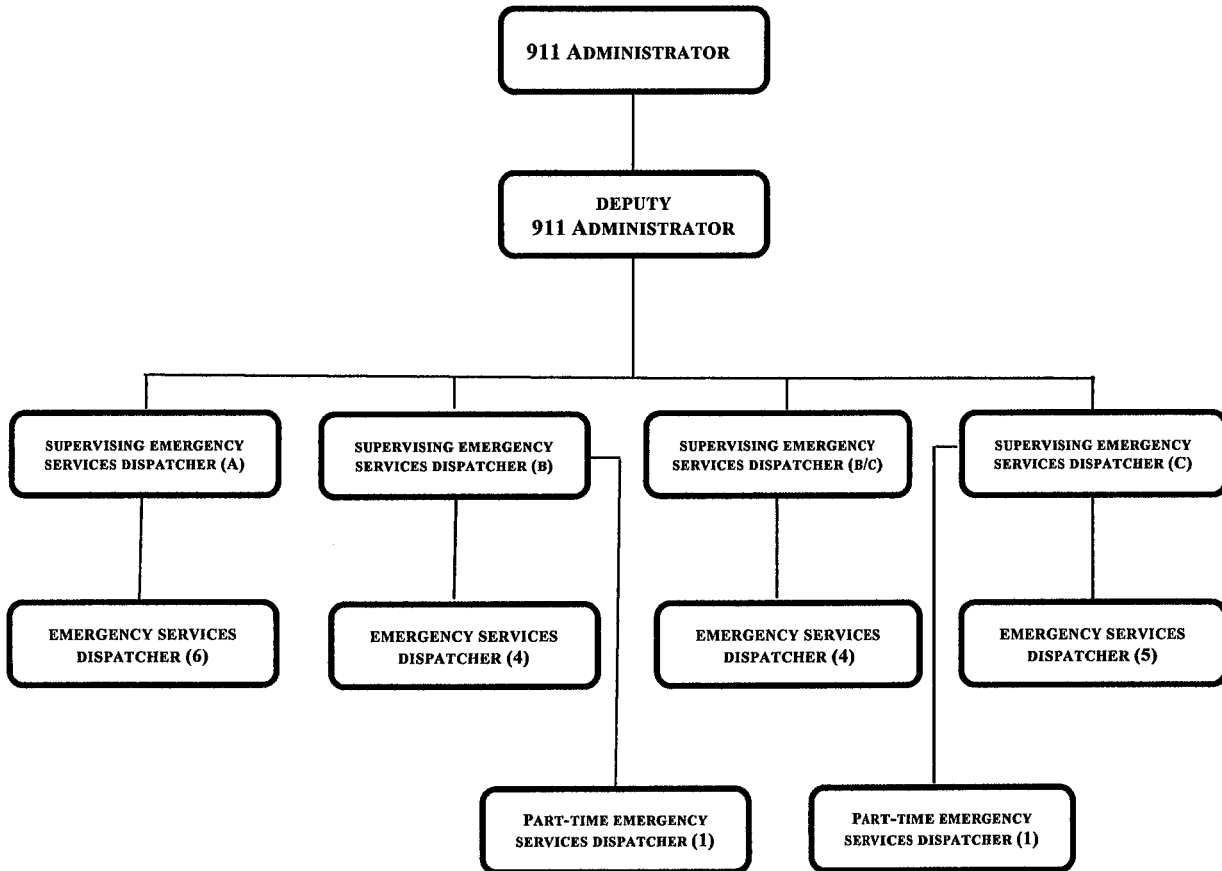 911 ADMINISTRATOR
DEPUTY
911 ADMINISTRATOR
SUPERVISING EMERGENCY
SERVICES DISPATCHER (A)
SUPERVISING EMERGENCY
SERVICES DISPATCHER (B)
SUPERVISING EMERGENCY
SERVICES DISPATCHER (B/C)
SUPERVISING EMERGENCY
SERVICES DISPATCHER (C)
EMERGENCY SERVICES
DISPATCHER (6)
EMERGENCY SERVICES
DISPATCHER (4)
EMERGENCY SERVICES
DISPATCHER (4)
EMERGENCY SERVICES
DISPATCHER (5)
PART-TIME EMERGENCY
SERVICES DISPATCHER (1)
PART-TIME EMERGENCY
SERVICES DISPATCHER (1)